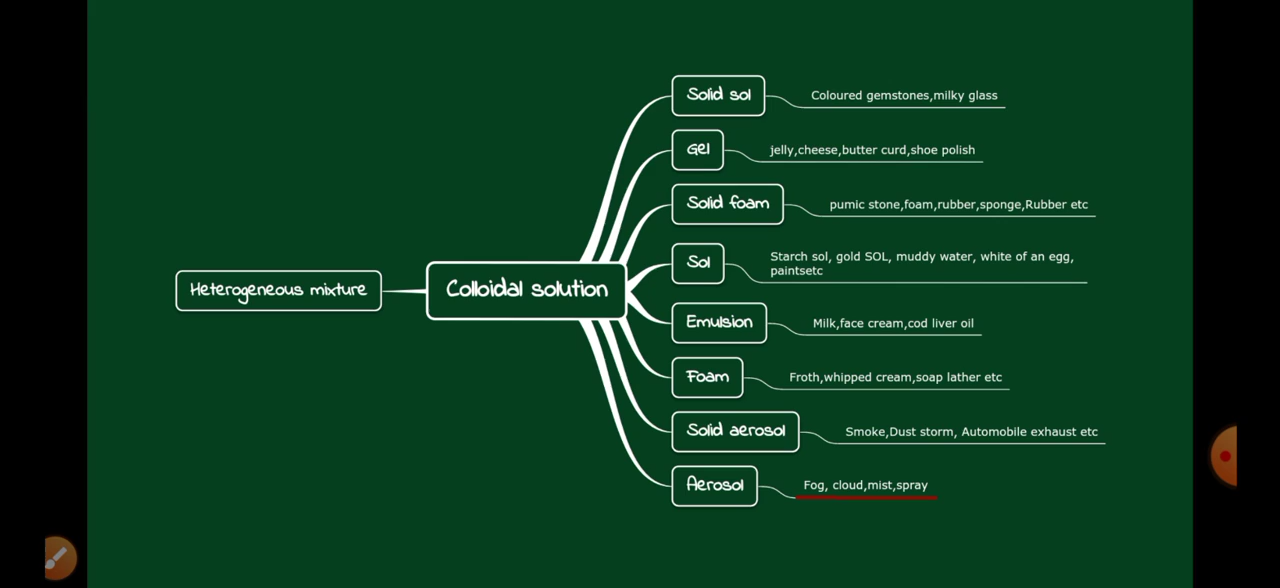 Solid sol
Coloured gemstones,milky glass
Gel
jelly,cheese,butter curd,shoe polish
Solid foam
pumic stone,foam,rubber,sponge,Rubber etc
Sol
Starch sol, gold SOL, muddy water, white of an egg,
paintsetc
Heterogeneous mixture
Colloidal solution
Emulsion
Milk,face cream,cod liver oil
Foam
Froth,whipped cream,soap lather etc
Solid aerosol
Smoke,Dust storm, Automobile exhaust etc
Aerosol
Fog, cloud,mist,spray